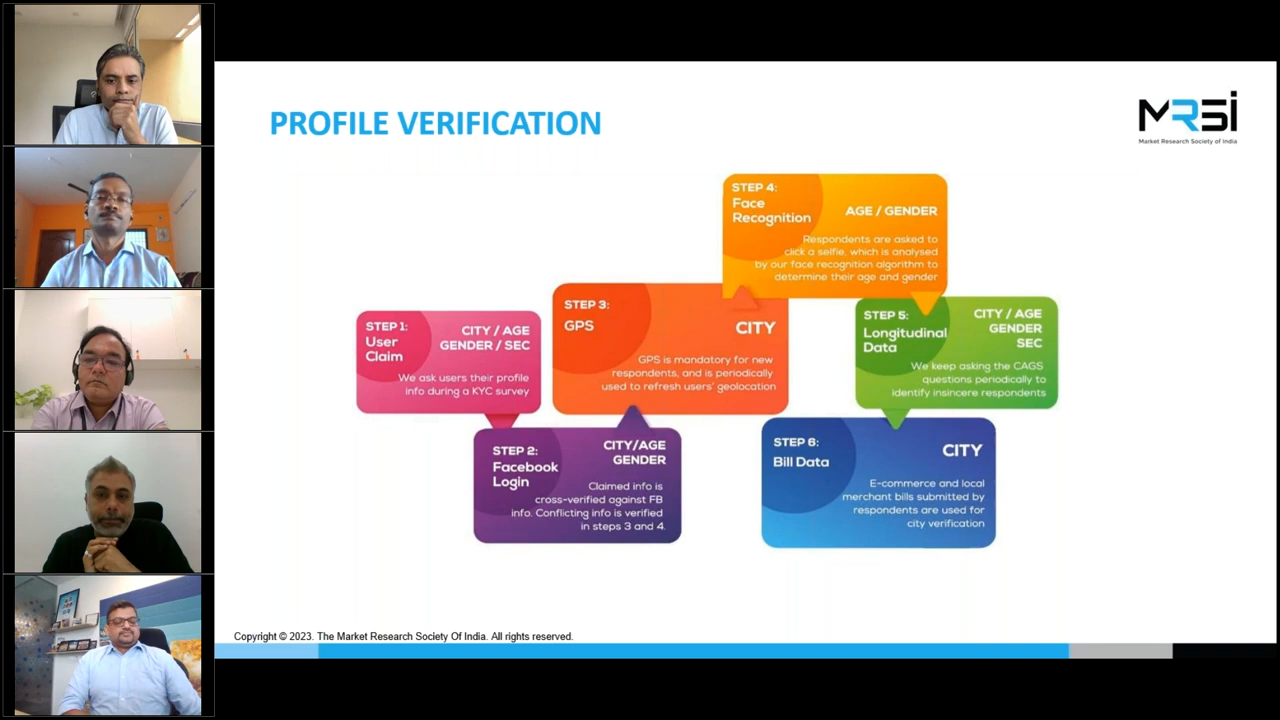 PROFILE VERIFICATION
MRSI
Market Research Society of India
STEP 1:
User
Claim
CITY / AGE
GENDER / SEC
We ask users their profile
info during a KYC survey
STEP 2:
Facebook
Login
CITY/AGE
GENDER
Claimed info is
cross-verified against FB
info. Conflicting info is verified
in steps 3 and 4.
STEP 3:
GPS
CITY
GPS is mandatory for new
respondents, and is periodically
used to refresh users' geolocation
STEP 4:
Face
Recognition
AGE / GENDER
Respondents are asked to
click a selfie, which is analysed
by our face recognition algorithm to
determine their age and gender
STEP 5:
Longitudinal
Data
CITY / AGE
GENDER
SEC
We keep asking the CAGS
questions periodically to
identify insincere respondents
STEP 6:
Bill Data
CITY
E-commerce and local
merchant bills submitted by
respondents are used for
city verification
Copyright © 2023. The Market Research Society Of India. All rights reserved.